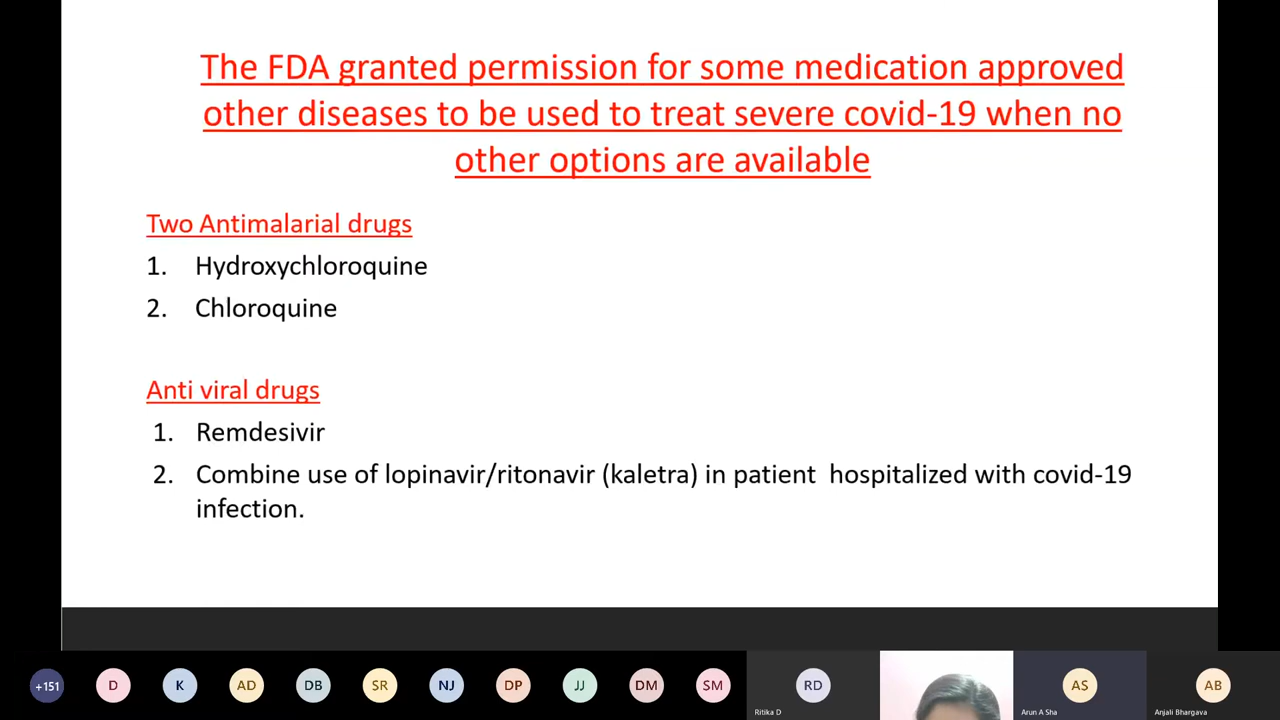 The FDA granted permission for some medication approved
other diseases to be used to treat severe covid-19 when no
other options are available
Two Antimalarial drugs
1. Hydroxychloroquine
2. Chloroquine
Anti viral drugs
1. Remdesivir
2. Combine use of lopinavir/ritonavir (kaletra) in patient hospitalized with covid-19
infection.
+151 D K AD DB SR NJ DP JJ DM SM RD AS AB
Ritika D Arun A Sha Anjali Bhargava